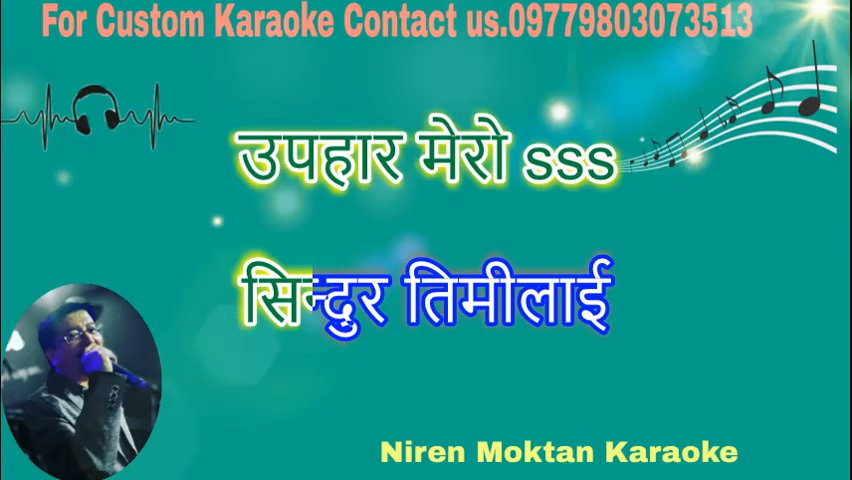 For Custom Karaoke Contact us.09779803073513
उपहार मेरो sss
सिन्दुर तिमीलाई
Niren Moktan Karaoke